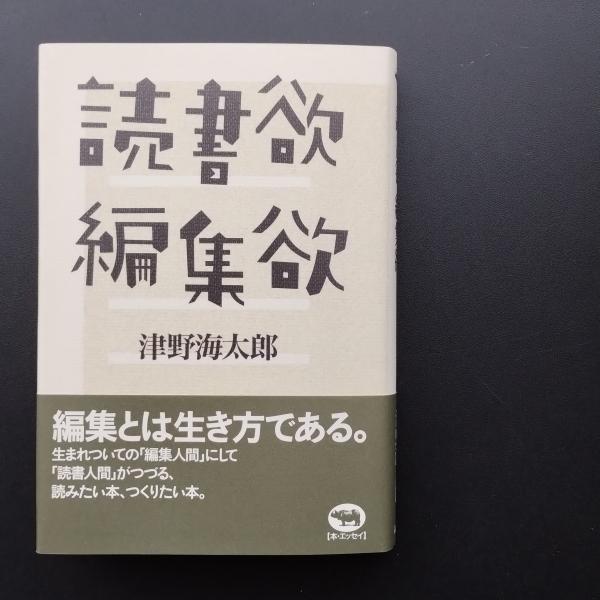 読書欲
編集欲
津野海太郎
編集とは生き方である。
生まれついての「編集人間」にして
「読書人間」がつづる、
読みたい本、つくりたい本。
【本・エッセイ】